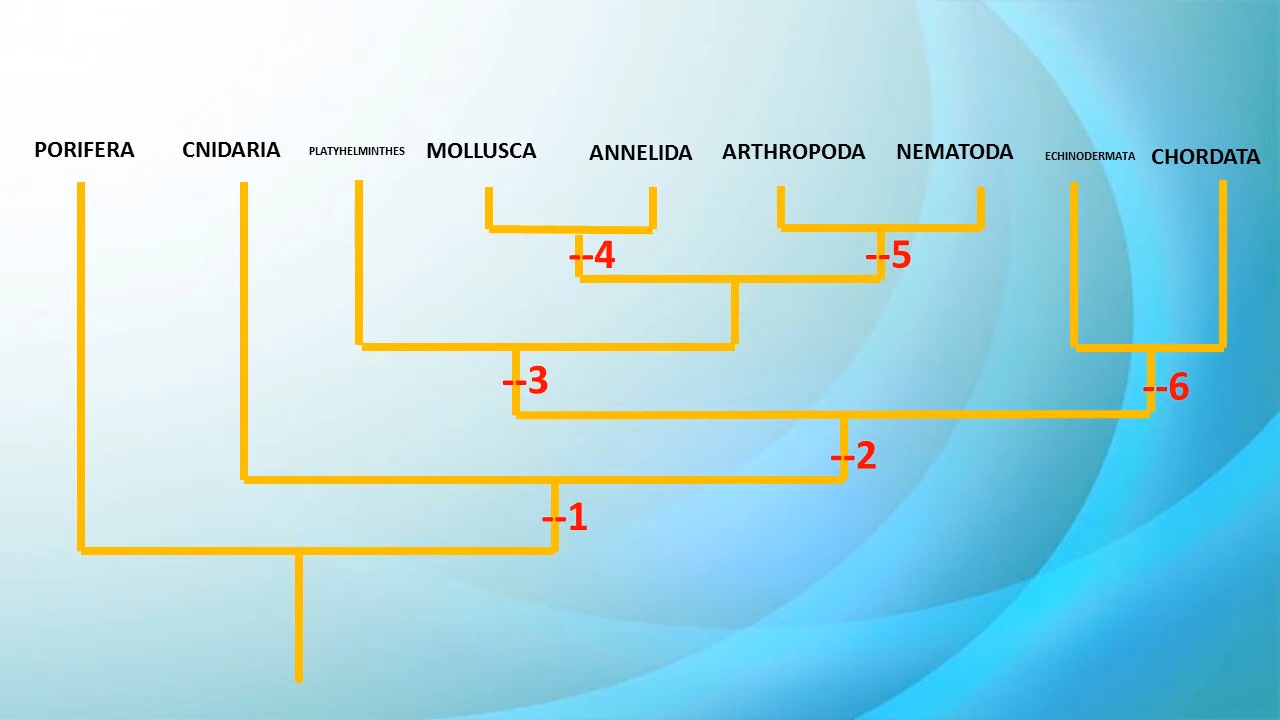 PORIFERA
CNIDARIA
PLATYHELMINTHES
MOLLUSCA
ANNELIDA
ARTHROPODA
NEMATODA
ECHINODERMATA
CHORDATA
--4
--5
--3
--6
--2
--1